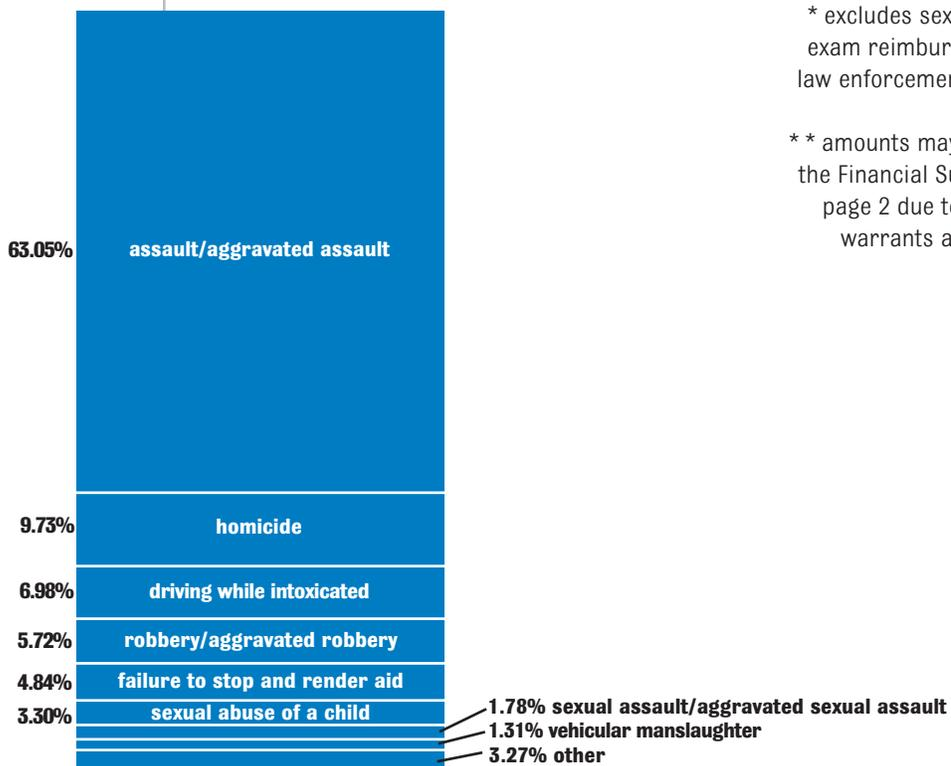 * excludes sex
exam reimbur
law enforcemen
* * amounts may
the Financial Su
page 2 due t
warrants a
63.05% assault/aggravated assault
9.73% homicide
6.98% driving while intoxicated
5.72% robbery/aggravated robbery
4.84% failure to stop and render aid
3.30% sexual abuse of a child
1.78% sexual assault/aggravated sexual assault
1.31% vehicular manslaughter
3.27% other